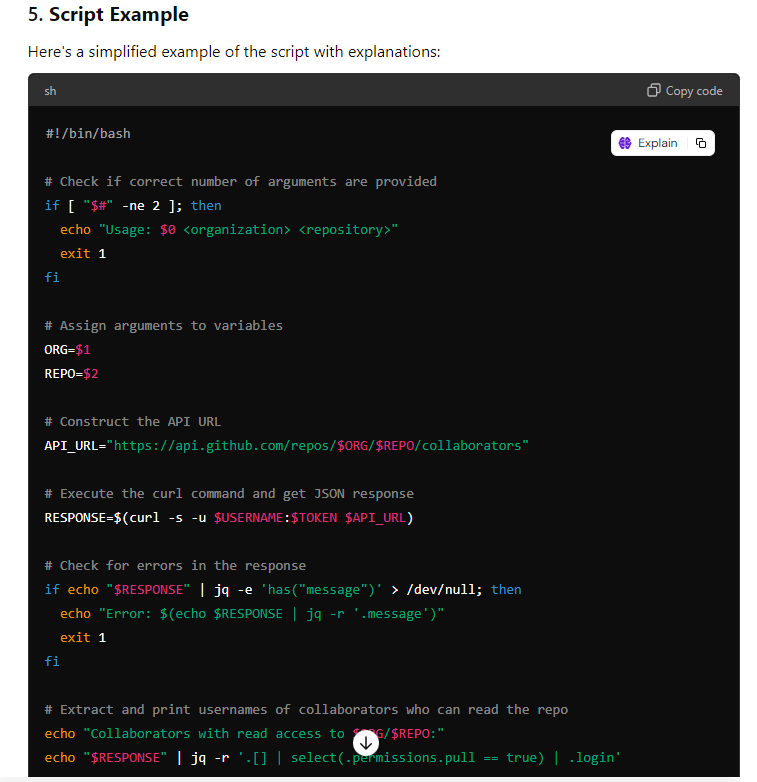 5. Script Example
Here's a simplified example of the script with explanations:
sh
Copy code
#!/bin/bash
Explain
# Check if correct number of arguments are provided
if [ "$#" -ne 2 ]; then
echo "Usage: $0 <organization> <repository>"
exit 1
fi
# Assign arguments to variables
ORG=$1
REPO=$2
# Construct the API URL
API_URL="https://api.github.com/repos/$ORG/$REPO/collaborators"
# Execute the curl command and get JSON response
RESPONSE=$(curl -s -u $USERNAME:$TOKEN $API_URL)
# Check for errors in the response
if echo "$RESPONSE" | jq -e 'has("message")' > /dev/null; then
echo "Error: $(echo $RESPONSE | jq -r '.message')"
exit 1
fi
# Extract and print usernames of collaborators who can read the repo
echo "Collaborators with read access to $ORG/$REPO:"
echo "$RESPONSE" | jq -r '.[] | select(.permissions.pull == true) | .login'